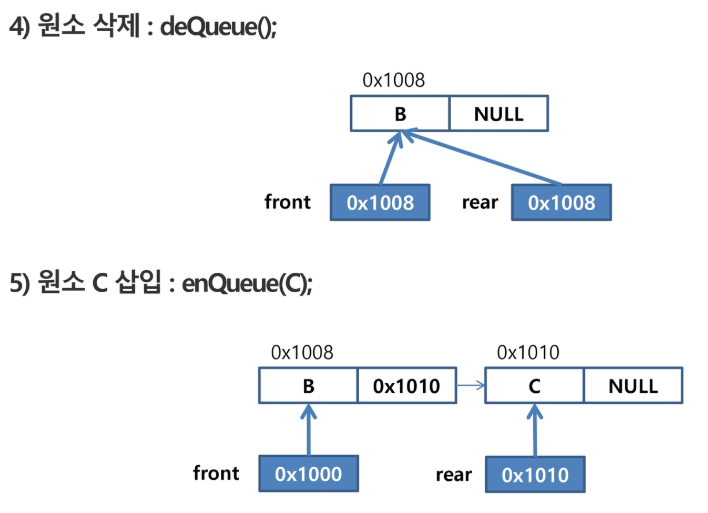 4) 원소 삭제 : deQueue();
0x1008
B NULL
front 0x1008 rear 0x1008
5) 원소 C 삽입 : enQueue(C);
0x1008 0x1010
B 0x1010 C NULL
front 0x1000 rear 0x1010